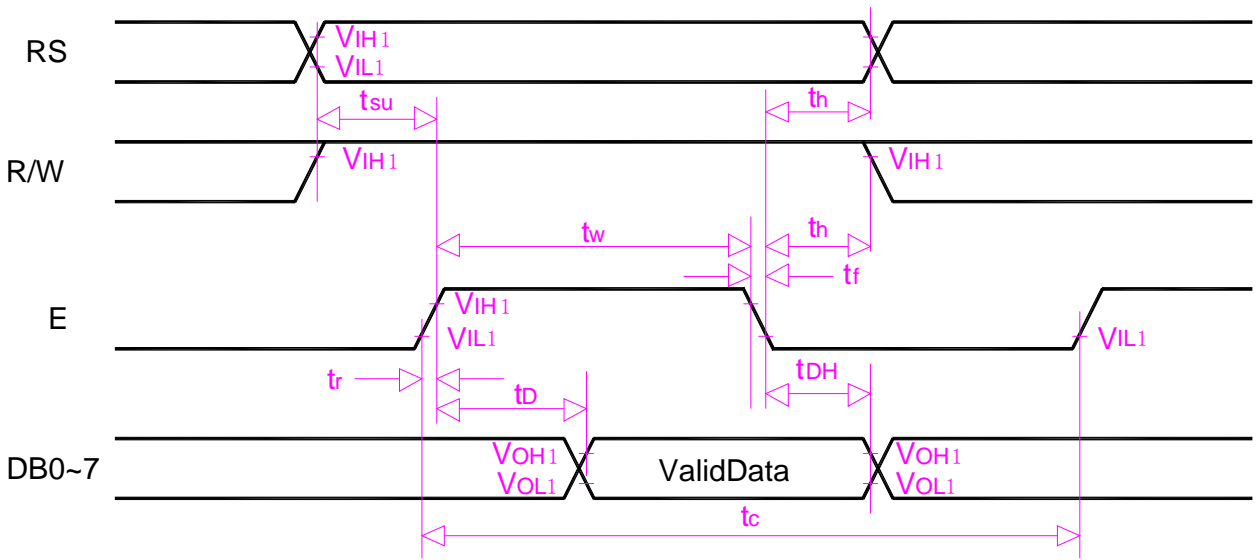 RS
VIH1
VIL1
tsu
th
R/W
VIH1
VIH1
tw
th
tf
E
VIH1
VIL1
VIL1
tr
tD
tDH
DB0~7
VOH1
VOL1
ValidData
VOH1
VOL1
tc